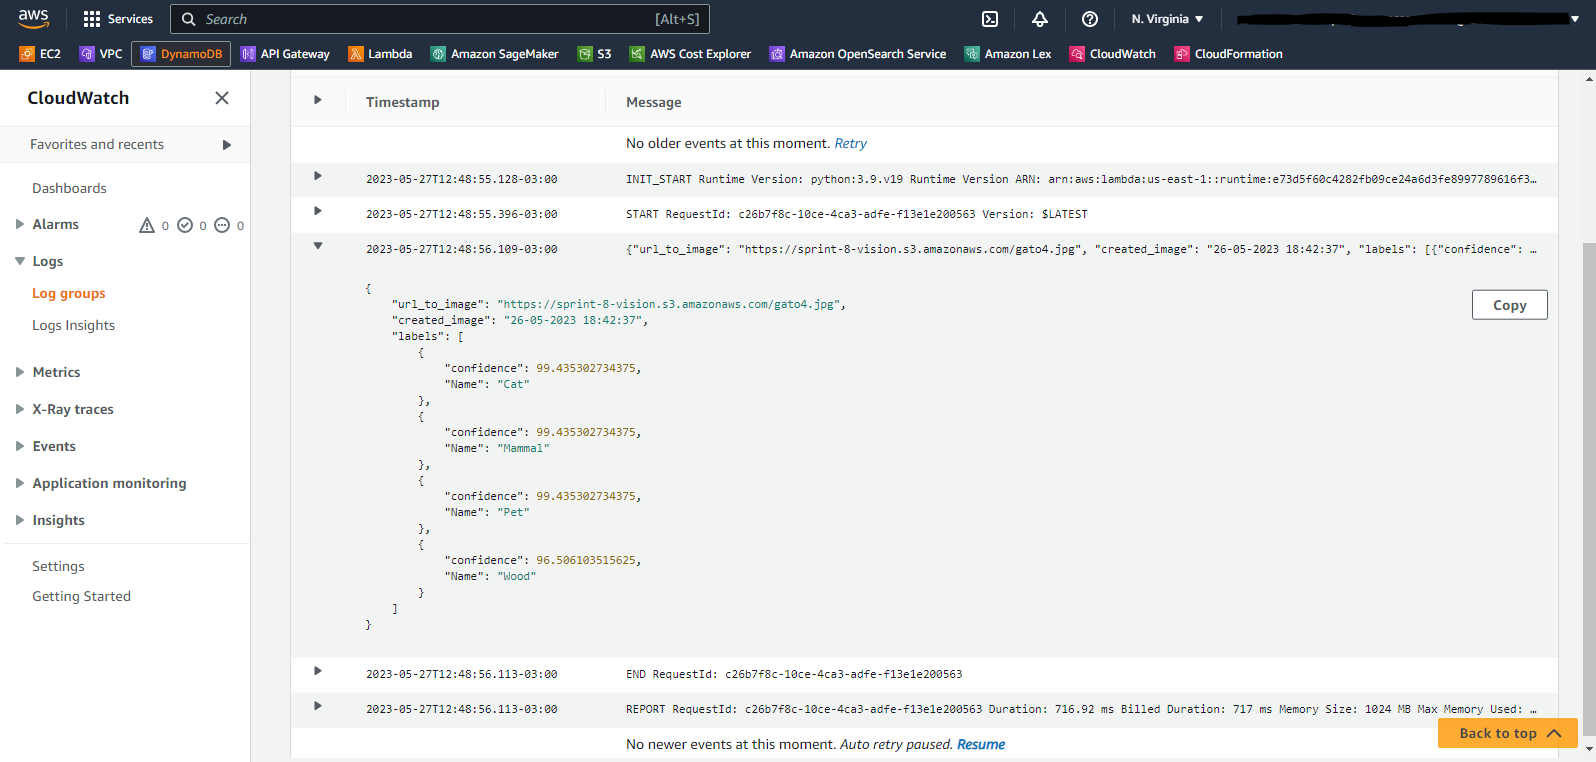 aws
Services
Search
[Alt+S]
N. Virginia
EC2
VPC
DynamoDB
API Gateway
Lambda
Amazon SageMaker
S3
AWS Cost Explorer
Amazon OpenSearch Service
Amazon Lex
CloudWatch
CloudFormation
CloudWatch
Favorites and recents
Dashboards
Alarms 0 0 0
Logs
Log groups
Logs Insights
Metrics
X-Ray traces
Events
Application monitoring
Insights
Settings
Getting Started
Timestamp Message
No older events at this moment. Retry
2023-05-27T12:48:55.128-03:00 INIT_START Runtime Version: python:3.9.v19 Runtime Version ARN: arn:aws:lambda:us-east-1::runtime:e73d5f60c4282fb09ce24a6d3fe8997789616f3…
2023-05-27T12:48:55.396-03:00 START RequestId: c26b7f8c-10ce-4ca3-adfe-f13e1e200563 Version: $LATEST
2023-05-27T12:48:56.109-03:00 {"url_to_image": "https://sprint-8-vision.s3.amazonaws.com/gato4.jpg", "created_image": "26-05-2023 18:42:37", "labels": [{"confidence": …
{
"url_to_image": "https://sprint-8-vision.s3.amazonaws.com/gato4.jpg",
"created_image": "26-05-2023 18:42:37",
"labels": [
{
"confidence": 99.435302734375,
"Name": "Cat"
},
{
"confidence": 99.435302734375,
"Name": "Mammal"
},
{
"confidence": 99.435302734375,
"Name": "Pet"
},
{
"confidence": 96.506103515625,
"Name": "Wood"
}
]
}
Copy
2023-05-27T12:48:56.113-03:00 END RequestId: c26b7f8c-10ce-4ca3-adfe-f13e1e200563
2023-05-27T12:48:56.113-03:00 REPORT RequestId: c26b7f8c-10ce-4ca3-adfe-f13e1e200563 Duration: 716.92 ms Billed Duration: 717 ms Memory Size: 1024 MB Max Memory Used: …
No newer events at this moment. Auto retry paused. Resume
Back to top